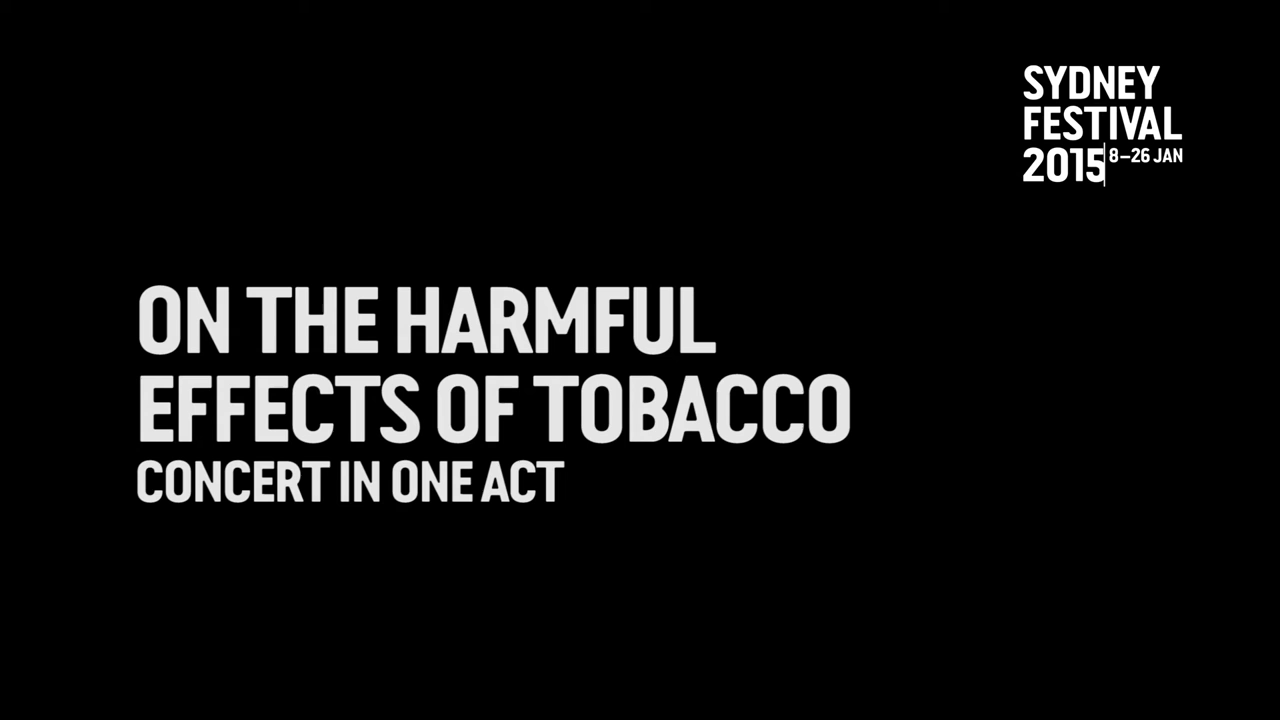 SYDNEY
FESTIVAL
2015 8–26 JAN
ON THE HARMFUL
EFFECTS OF TOBACCO
CONCERT IN ONE ACT